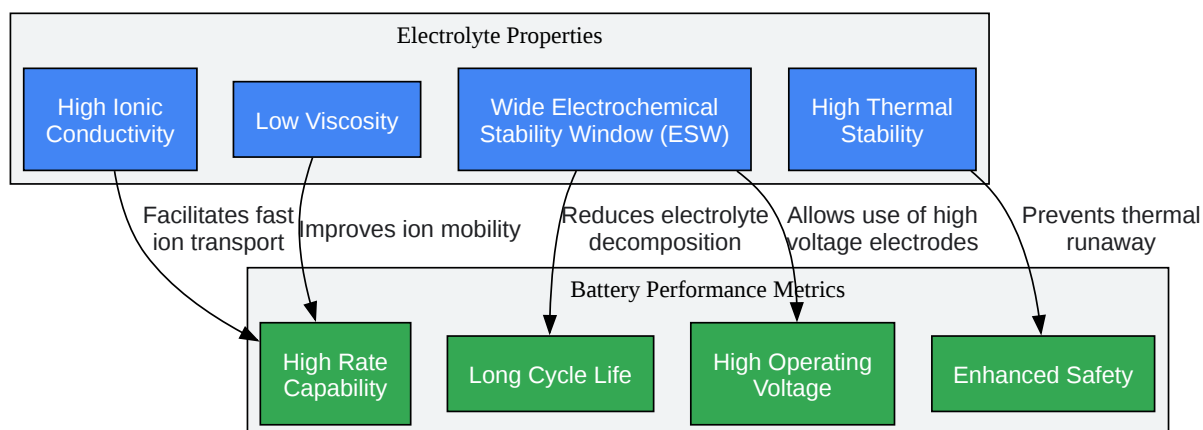 Electrolyte Properties
High Ionic
Conductivity
Low Viscosity
Wide Electrochemical
Stability Window (ESW)
High Thermal
Stability
Facilitates fast
ion transport
Improves ion mobility
Reduces electrolyte
decomposition
Allows use of high
voltage electrodes
Prevents thermal
runaway
Battery Performance Metrics
High Rate
Capability
Long Cycle Life
High Operating
Voltage
Enhanced Safety